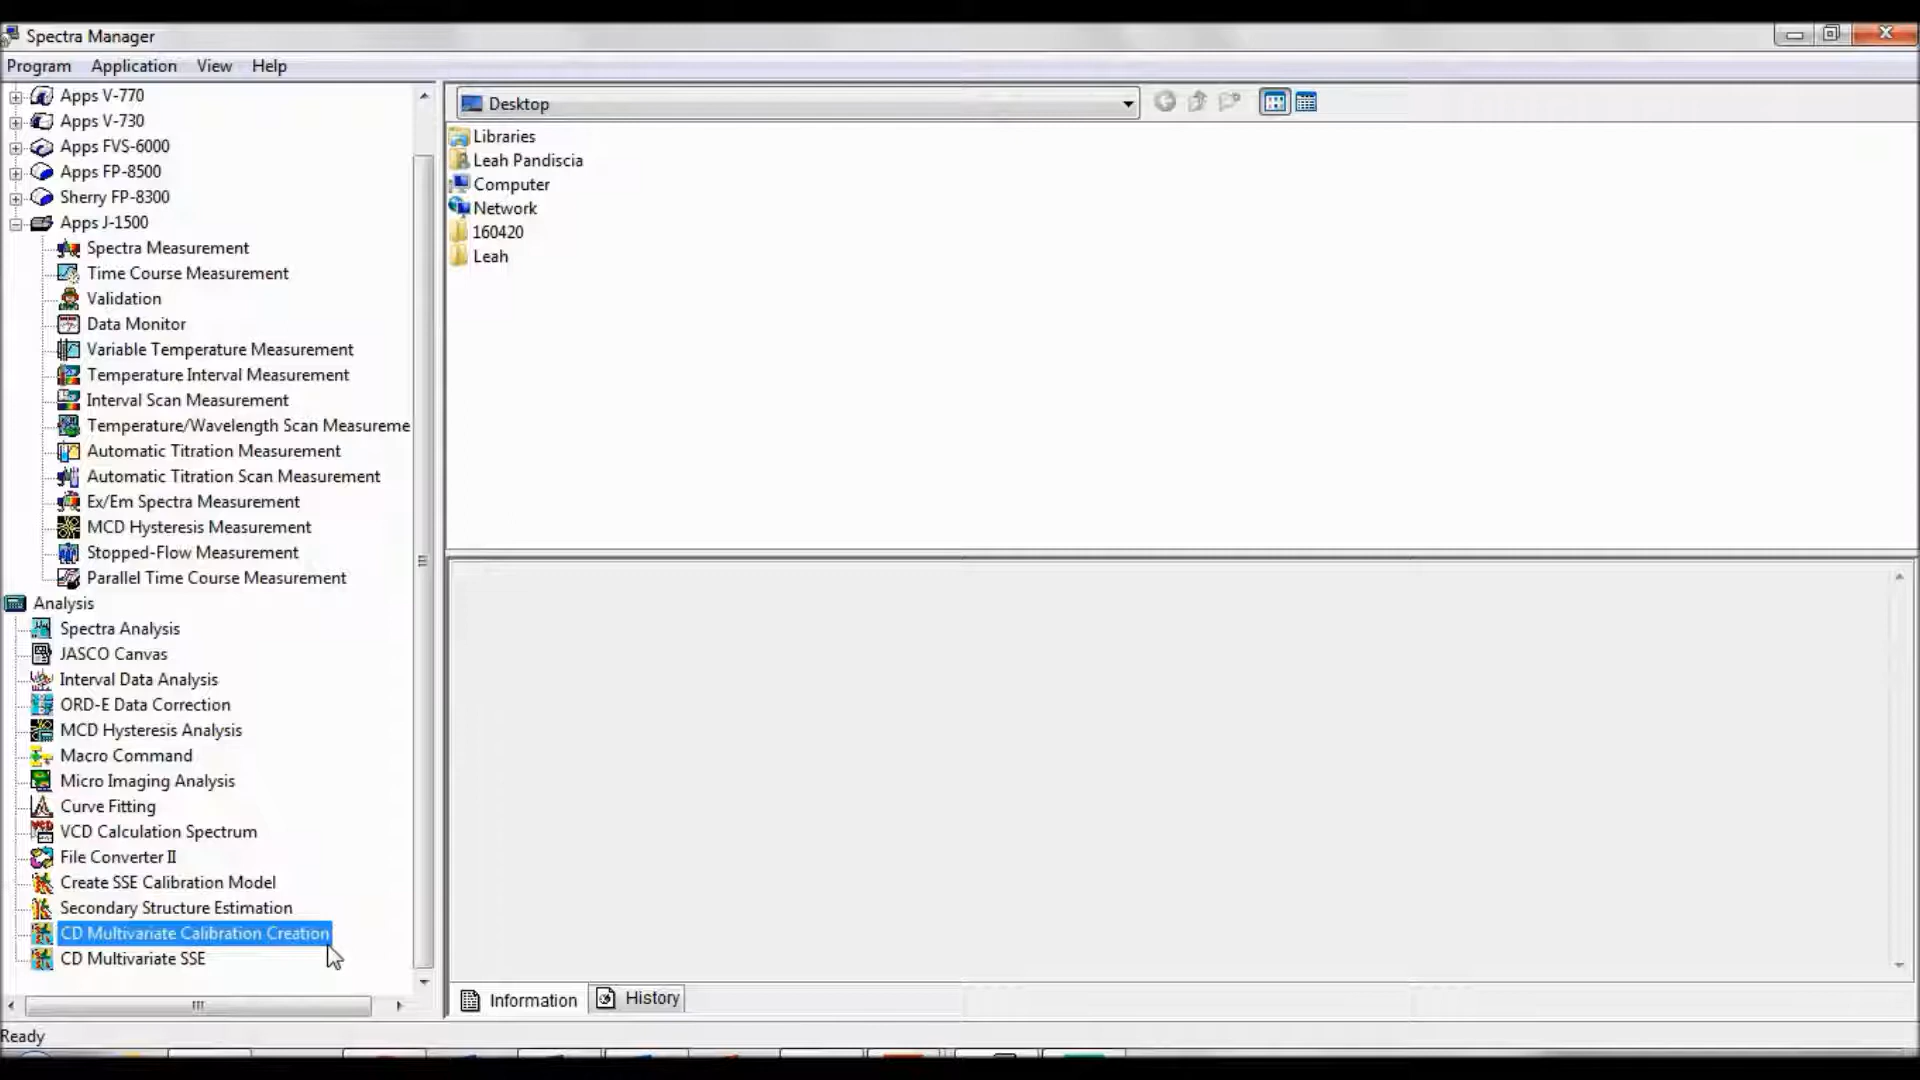 Spectra Manager
Program Application View Help
Apps V-770
Apps V-730
Apps FVS-6000
Apps FP-8500
Sherry FP-8300
Apps J-1500
Spectra Measurement
Time Course Measurement
Validation
Data Monitor
Variable Temperature Measurement
Temperature Interval Measurement
Interval Scan Measurement
Temperature/Wavelength Scan Measureme
Automatic Titration Measurement
Automatic Titration Scan Measurement
Ex/Em Spectra Measurement
MCD Hysteresis Measurement
Stopped-Flow Measurement
Parallel Time Course Measurement
Analysis
Spectra Analysis
JASCO Canvas
Interval Data Analysis
ORD-E Data Correction
MCD Hysteresis Analysis
Macro Command
Micro Imaging Analysis
Curve Fitting
VCD Calculation Spectrum
File Converter II
Create SSE Calibration Model
Secondary Structure Estimation
CD Multivariate Calibration Creation
CD Multivariate SSE
Desktop
Libraries
Leah Pandiscia
Computer
Network
160420
Leah
Information History
Ready